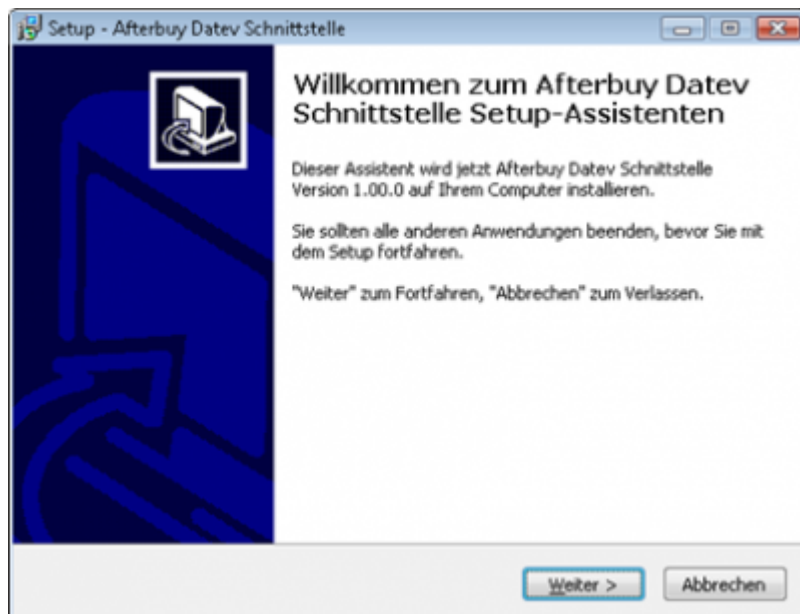 Setup - Afterbuy Datev Schnittstelle
Willkommen zum Afterbuy Datev
Schnittstelle Setup-Assistenten
Dieser Assistent wird jetzt Afterbuy Datev Schnittstelle
Version 1.00.0 auf Ihrem Computer installieren.
Sie sollten alle anderen Anwendungen beenden, bevor Sie mit
dem Setup fortfahren.
"Weiter" zum Fortfahren, "Abbrechen" zum Verlassen.
Weiter >
Abbrechen